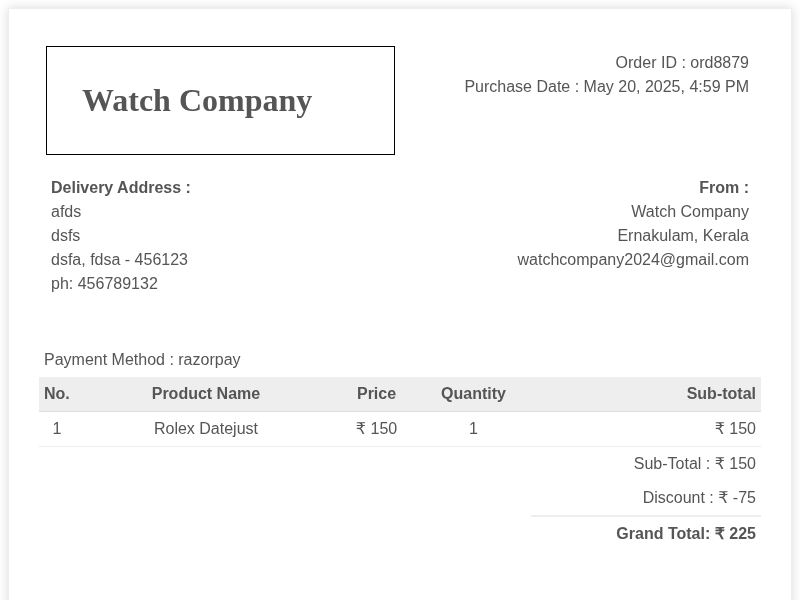 Watch Company
Order ID : ord8879
Purchase Date : May 20, 2025, 4:59 PM
Delivery Address :
afds
dsfs
dsfa, fdsa - 456123
ph: 456789132
From :
Watch Company
Ernakulam, Kerala
watchcompany2024@gmail.com
Payment Method : razorpay
No. Product Name Price Quantity Sub-total
1 Rolex Datejust ₹ 150 1 ₹ 150
Sub-Total : ₹ 150
Discount : ₹ -75
Grand Total: ₹ 225